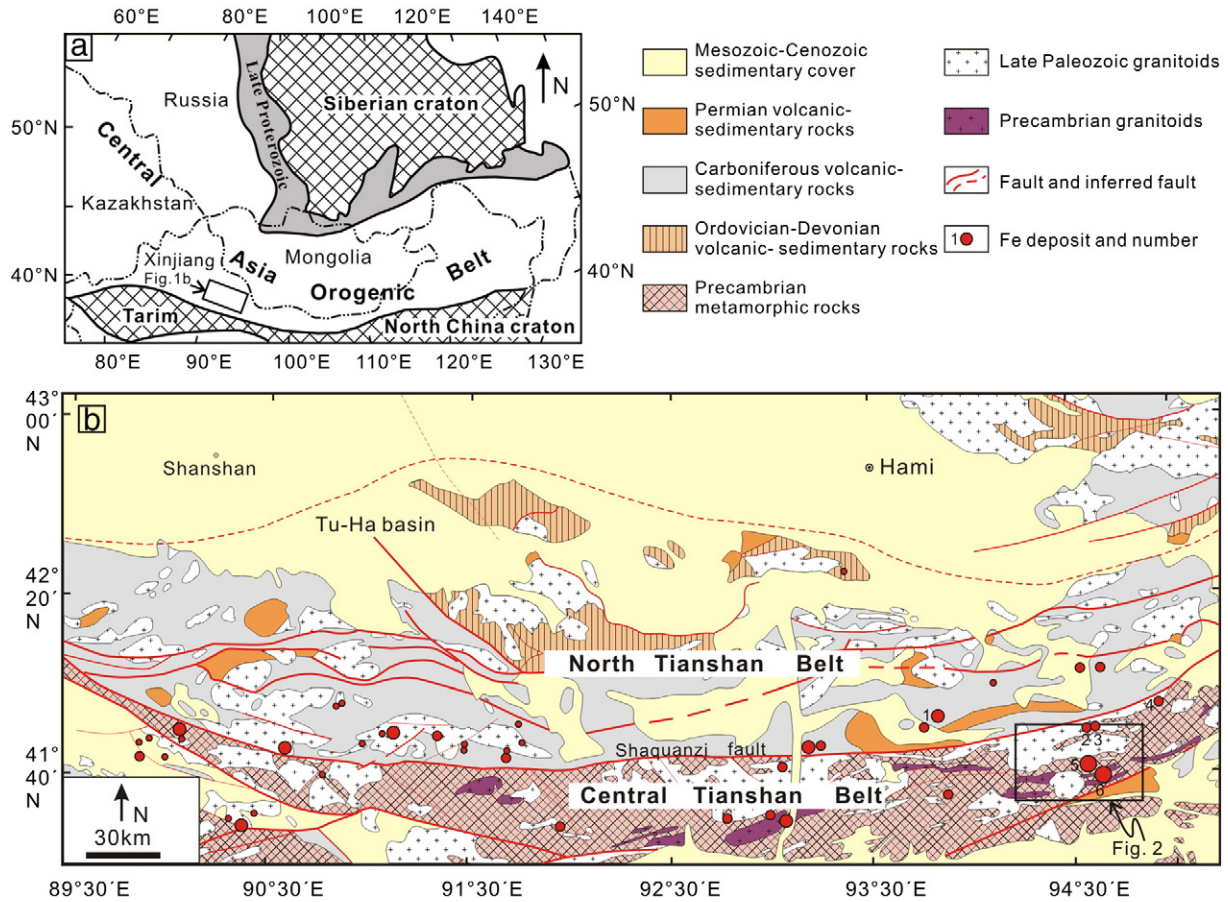 60°E 80°E 100°E 120°E 140°E
a
N
Russia
Late Proterozoic
Siberian craton
50°N
50°N
Central
Kazakhstan
Xinjiang
Fig.1b
Asia
Mongolia
Belt
Orogenic
40°N
40°N
Tarim
North China craton
80°E 90°E 100°E 110°E 120°E 130°E
Mesozoic-Cenozoic
sedimentary cover
Permian volcanic-
sedimentary rocks
Carboniferous volcanic-
sedimentary rocks
Ordovician-Devonian
volcanic- sedimentary rocks
Precambrian
metamorphic rocks
Late Paleozoic granitoids
Precambrian granitoids
Fault and inferred fault
1
Fe deposit and number
43°
00′
N
b
Shanshan
Hami
Tu-Ha basin
42°
20′
N
North Tianshan Belt
1
4
Shaquanzi fault
2 3
41°
40′
N
5
Central Tianshan Belt
6
N
30km
Fig. 2
89°30′E 90°30′E 91°30′E 92°30′E 93°30′E 94°30′E